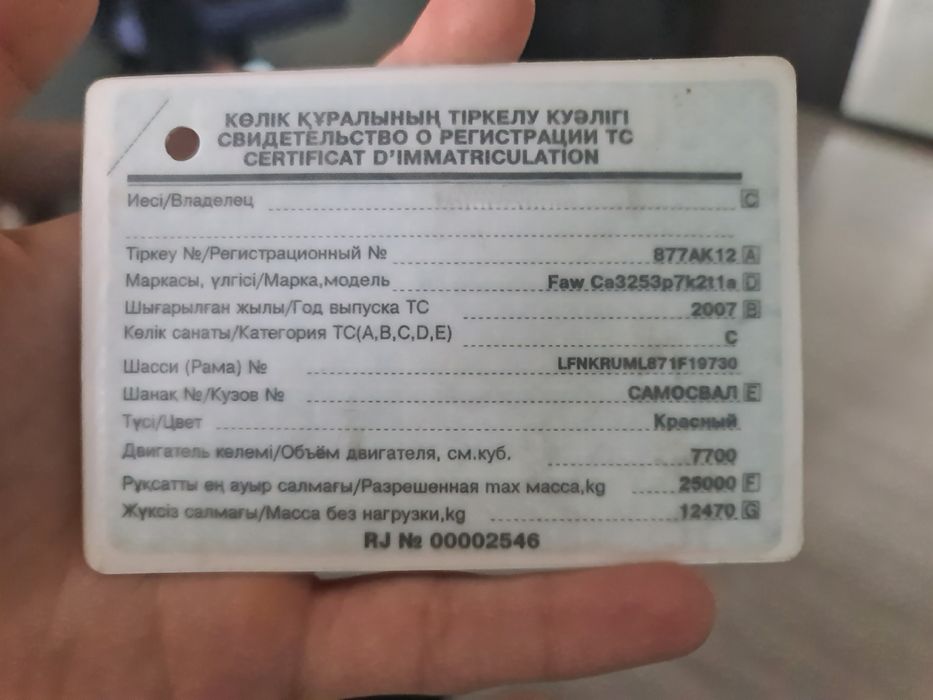 КӨЛІК ҚҰРАЛЫНЫҢ ТІРКЕЛУ КУӘЛІГІ
СВИДЕТЕЛЬСТВО О РЕГИСТРАЦИИ ТС
CERTIFICAT D'IMMATRICULATION
Иесі/Владелец C
Тіркеу №/Регистрационный № 877AK12 A
Маркасы, үлгісі/Марка,модель Faw Ca3253p7k2t1a D
Шығарылған жылы/Год выпуска ТС 2007 B
Көлік санаты/Категория ТС(A,B,C,D,E) C
Шасси (Рама) № LFNKRUML871F19730
Шанақ №/Кузов № САМОСВАЛ E
Түсі/Цвет Красный
Двигатель көлемі/Объём двигателя, см.куб. 7700
Рұқсатты ең ауыр салмағы/Разрешенная max масса,kg 25000 F
Жүксіз салмағы/Масса без нагрузки,kg 12470 G
RJ № 00002546